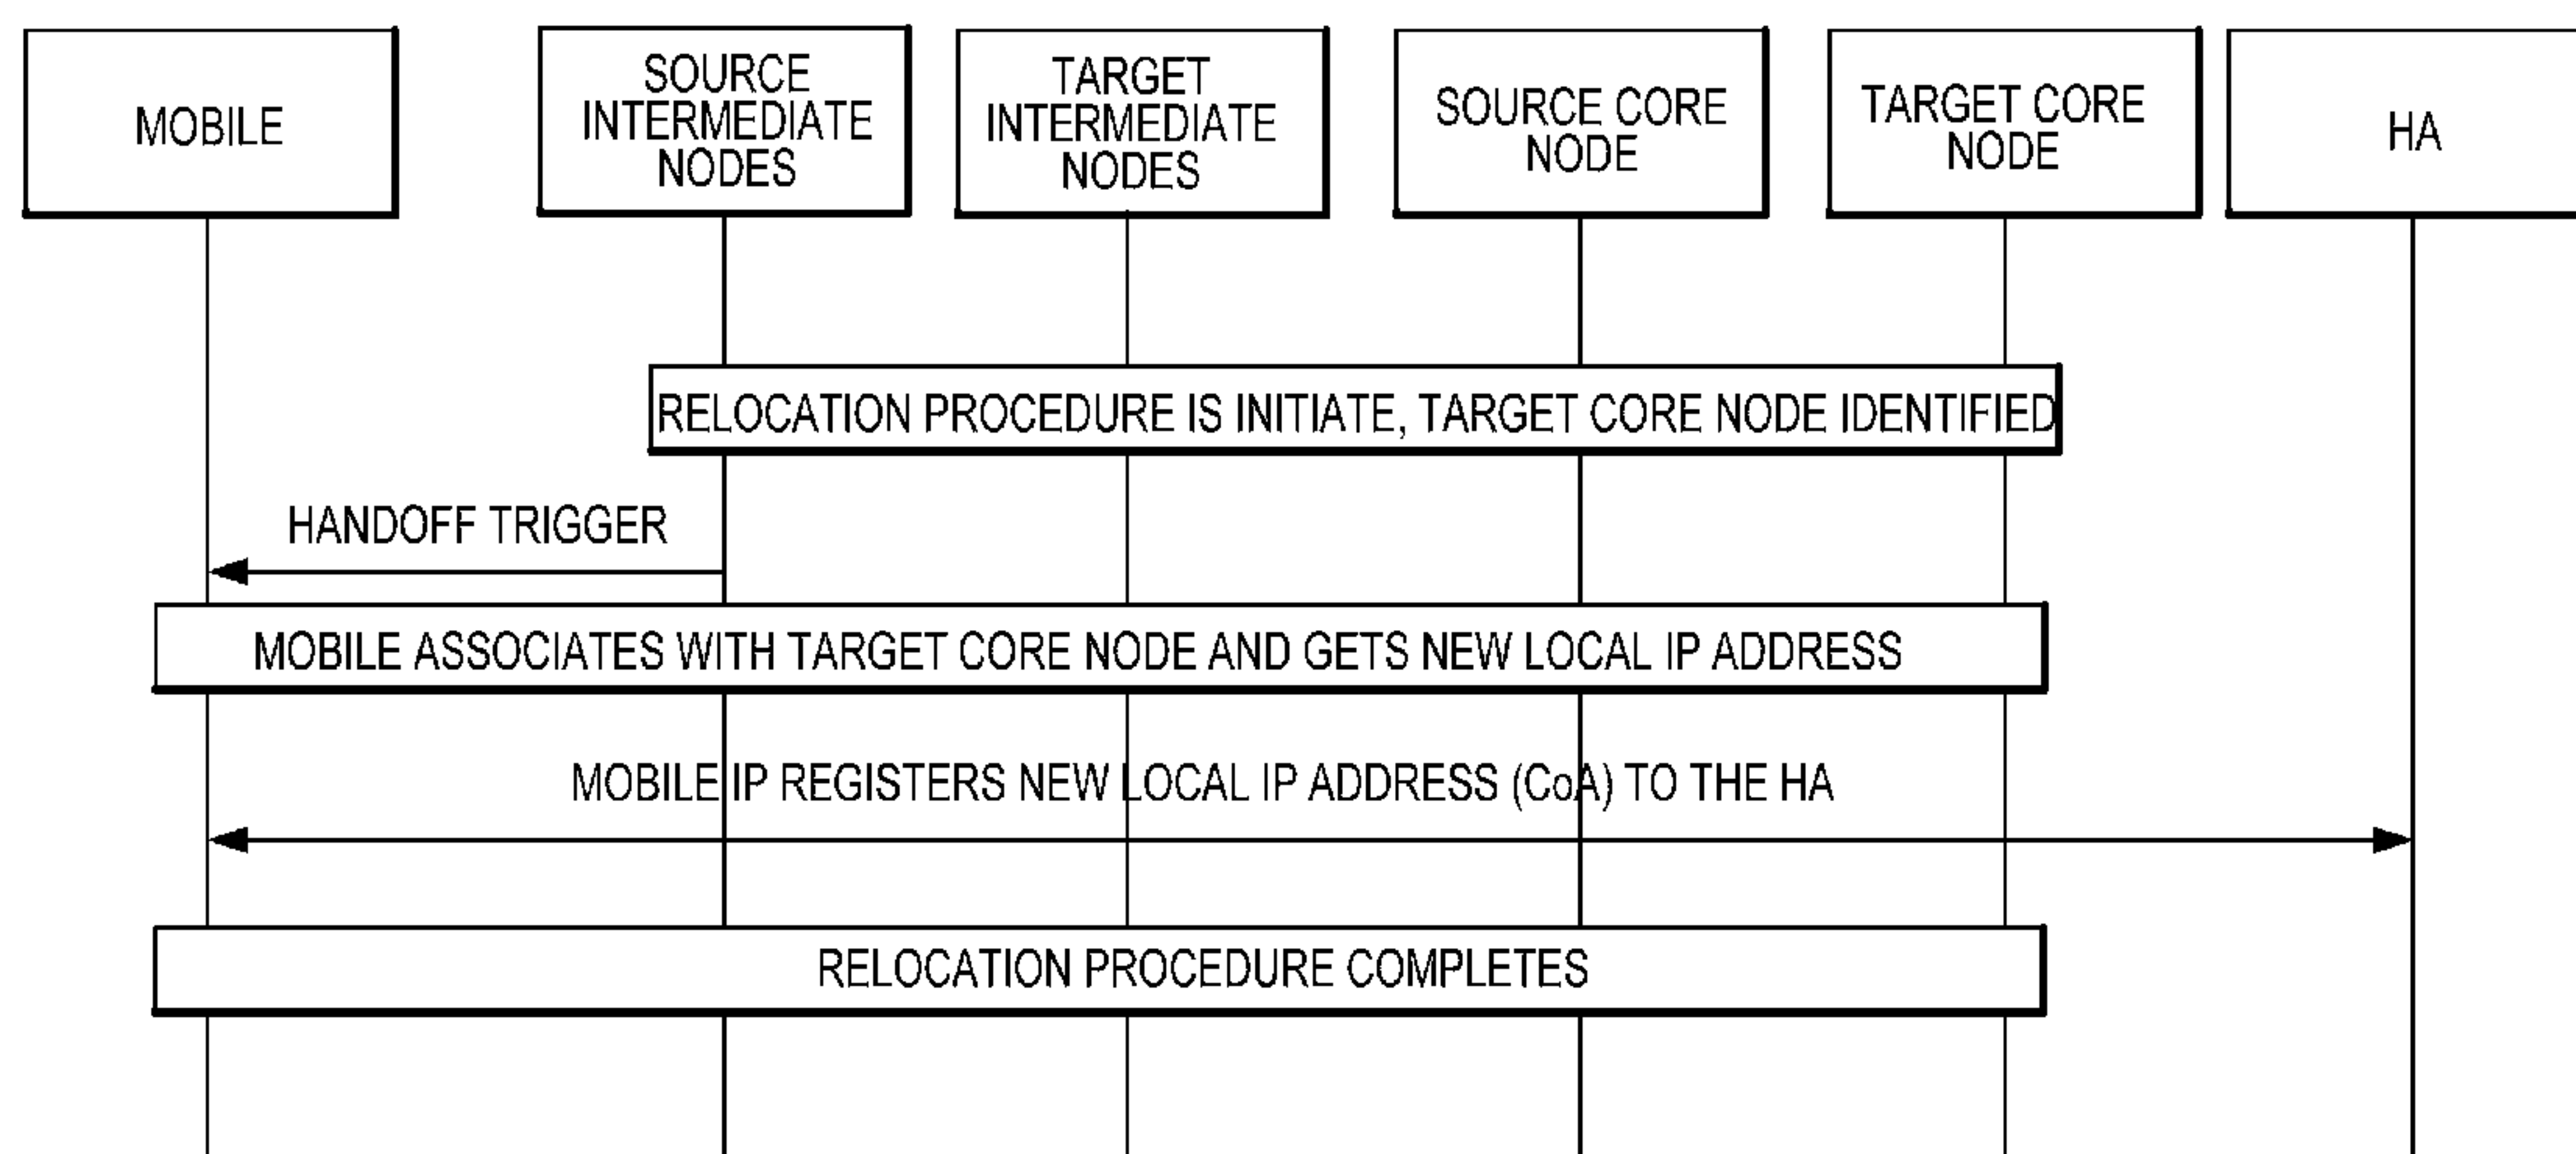 MOBILE
SOURCE
INTERMEDIATE
NODES
TARGET
INTERMEDIATE
NODES
SOURCE CORE
NODE
TARGET CORE
NODE
HA
RELOCATION PROCEDURE IS INITIATE, TARGET CORE NODE IDENTIFIED
HANDOFF TRIGGER
MOBILE ASSOCIATES WITH TARGET CORE NODE AND GETS NEW LOCAL IP ADDRESS
MOBILE IP REGISTERS NEW LOCAL IP ADDRESS (CoA) TO THE HA
RELOCATION PROCEDURE COMPLETES